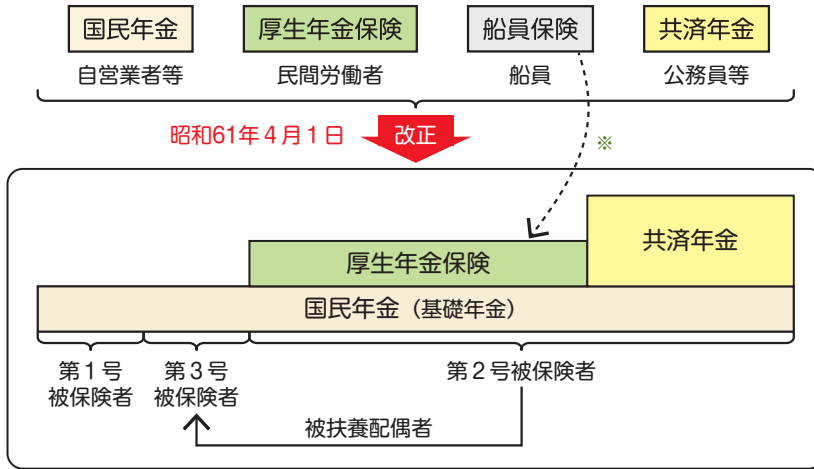 国民年金
厚生年金保険
船員保険
共済年金
自営業者等
民間労働者
船員
公務員等
昭和61年4月1日
改正
※
共済年金
厚生年金保険
国民年金（基礎年金）
第1号
被保険者
第3号
被保険者
第2号被保険者
被扶養配偶者